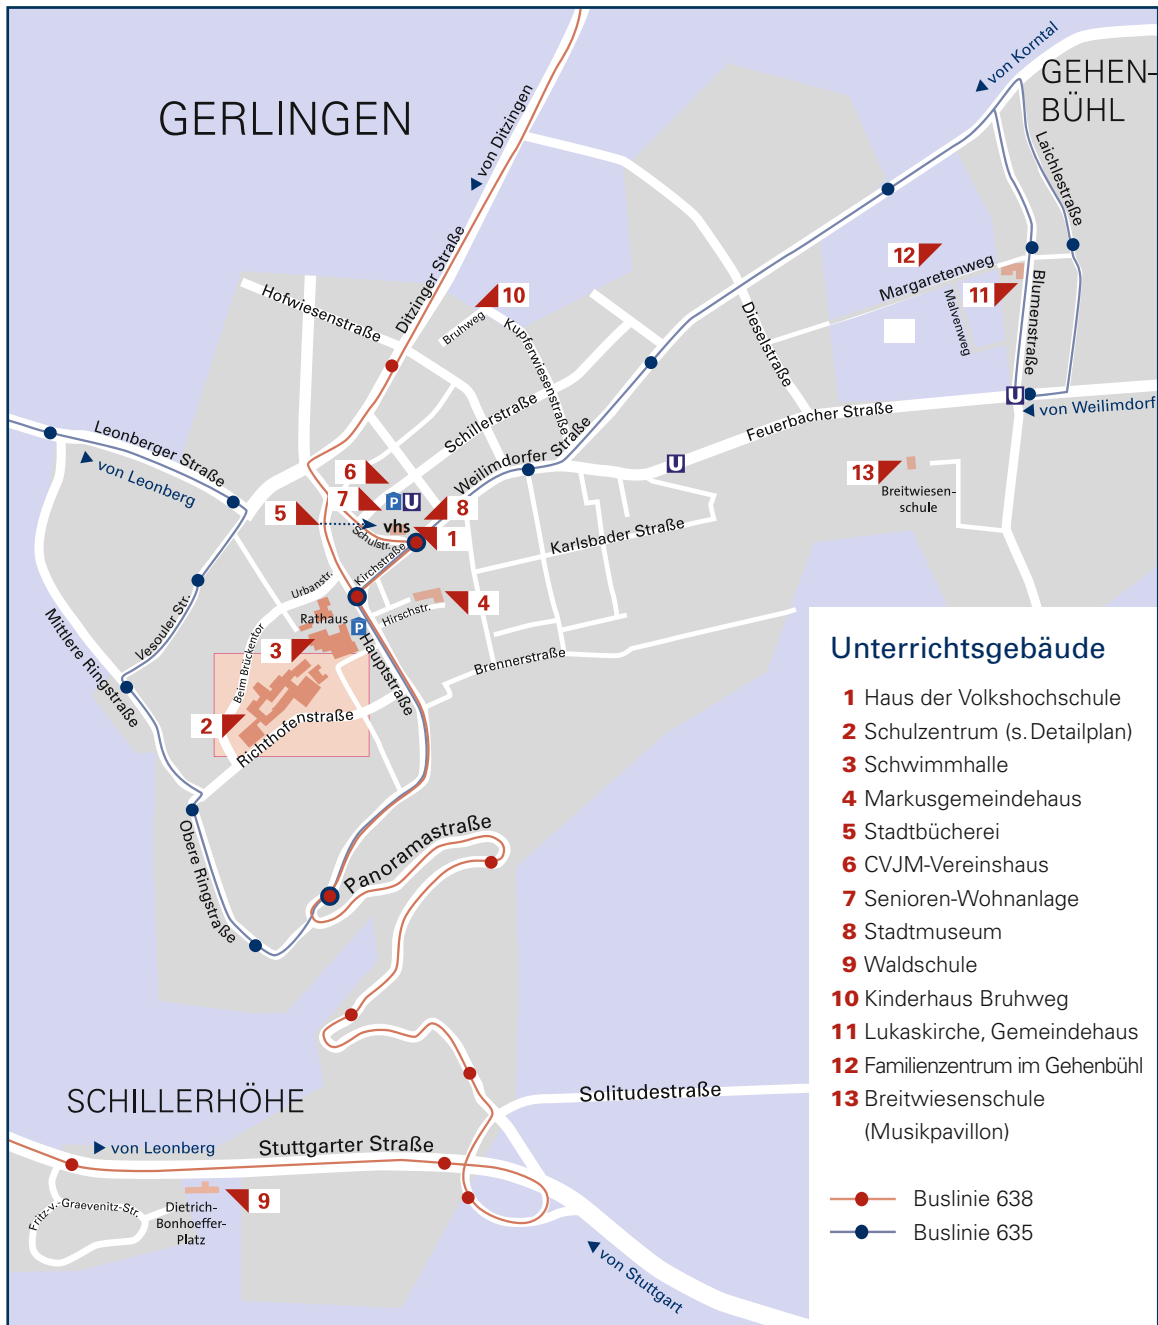 GERLINGEN
von Ditzingen
von Korntal
GEHEN-
BÜHL
Laichlestraße
Ditzinger Straße
Hofwiesenstraße
10
Bruhweg
Kupferwiesenstraße
12
Margaretenweg
11
Malvenweg
Blumenstraße
Dieselstraße
Schillerstraße
Weilimdorfer Straße
Feuerbacher Straße
U
von Weilimdorf
Leonberger Straße
von Leonberg
6
7
P
U
8
5
vhs
1
Schulstr.
Kirchstraße
U
13
Breitwiesen-
schule
Karlsbader Straße
Urbanstr.
Rathaus
P
Hirschstr.
4
Mittlere Ringstraße
Vesouler Str.
Beim Brückentor
3
Hauptstraße
Brennerstraße
2
Richthofenstraße
Obere Ringstraße
Panoramastraße
Unterrichtsgebäude
1 Haus der Volkshochschule
2 Schulzentrum (s. Detailplan)
3 Schwimmhalle
4 Markusgemeindehaus
5 Stadtbücherei
6 CVJM-Vereinshaus
7 Senioren-Wohnanlage
8 Stadtmuseum
9 Waldschule
10 Kinderhaus Bruhweg
11 Lukaskirche, Gemeindehaus
12 Familienzentrum im Gehenbühl
13 Breitwiesenschule
(Musikpavillon)
Buslinie 638
Buslinie 635
SCHILLERHÖHE
Solitudestraße
von Leonberg
Stuttgarter Straße
Fritz-v.-Graevenitz-Str.
Dietrich-
Bonhoeffer-
Platz
9
von Stuttgart